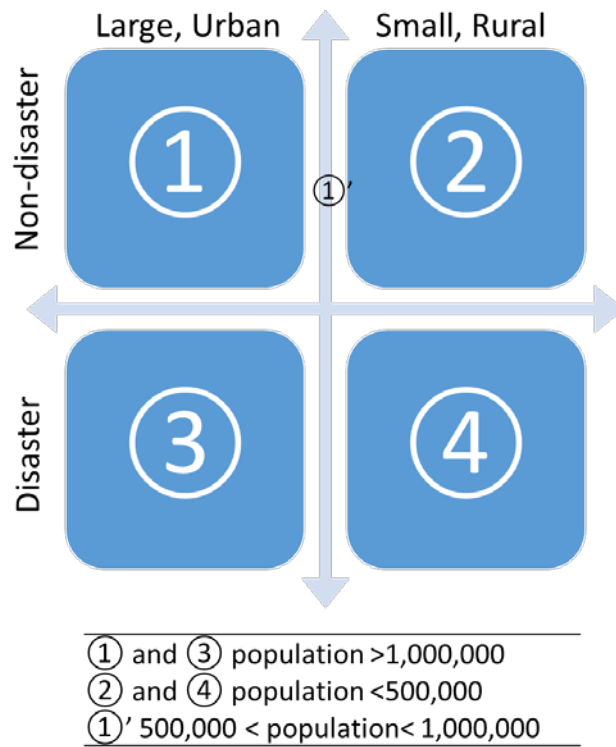 Large, Urban Small, Rural
Non-disaster
① ②
①’
Disaster
③ ④
① and ③ population >1,000,000
② and ④ population <500,000
①’ 500,000 < population< 1,000,000